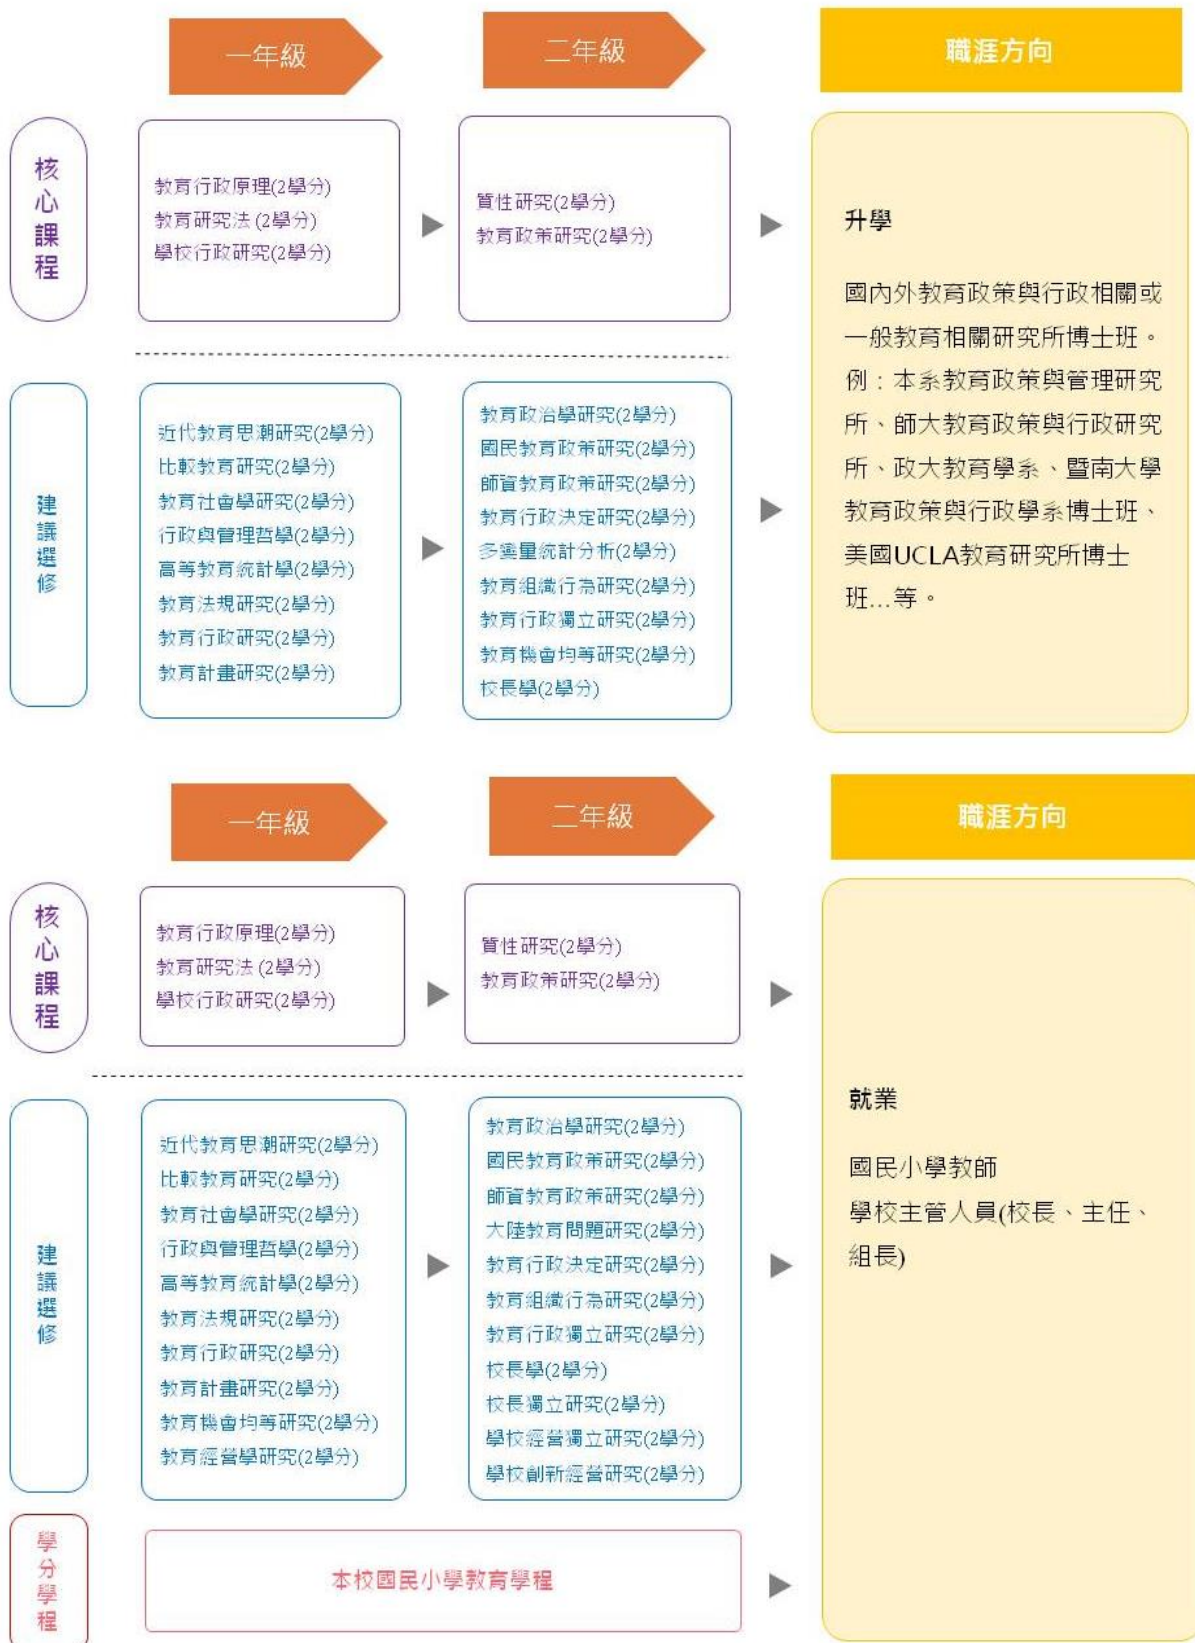 一年級
二年級
職涯方向
核心課程
教育行政原理(2學分)
教育研究法 (2學分)
學校行政研究(2學分)
質性研究(2學分)
教育政策研究(2學分)
建議選修
近代教育思潮研究(2學分)
比較教育研究(2學分)
教育社會學研究(2學分)
行政與管理哲學(2學分)
高等教育統計學(2學分)
教育法規研究(2學分)
教育行政研究(2學分)
教育計畫研究(2學分)
教育政治學研究(2學分)
國民教育政策研究(2學分)
師資教育政策研究(2學分)
教育行政決定研究(2學分)
多變量統計分析(2學分)
教育組織行為研究(2學分)
教育行政獨立研究(2學分)
教育機會均等研究(2學分)
校長學(2學分)
升學
國內外教育政策與行政相關或
一般教育相關研究所博士班。
例：本系教育政策與管理研究
所、師大教育政策與行政研究
所、政大教育學系、暨南大學
教育政策與行政學系博士班、
美國UCLA教育研究所博士
班...等。
一年級
二年級
職涯方向
核心課程
教育行政原理(2學分)
教育研究法 (2學分)
學校行政研究(2學分)
質性研究(2學分)
教育政策研究(2學分)
建議選修
近代教育思潮研究(2學分)
比較教育研究(2學分)
教育社會學研究(2學分)
行政與管理哲學(2學分)
高等教育統計學(2學分)
教育法規研究(2學分)
教育行政研究(2學分)
教育計畫研究(2學分)
教育機會均等研究(2學分)
教育經營學研究(2學分)
教育政治學研究(2學分)
國民教育政策研究(2學分)
師資教育政策研究(2學分)
大陸教育問題研究(2學分)
教育行政決定研究(2學分)
教育組織行為研究(2學分)
教育行政獨立研究(2學分)
校長學(2學分)
校長獨立研究(2學分)
學校經營獨立研究(2學分)
學校創新經營研究(2學分)
學分學程
本校國民小學教育學程
就業
國民小學教師
學校主管人員(校長、主任、
組長)